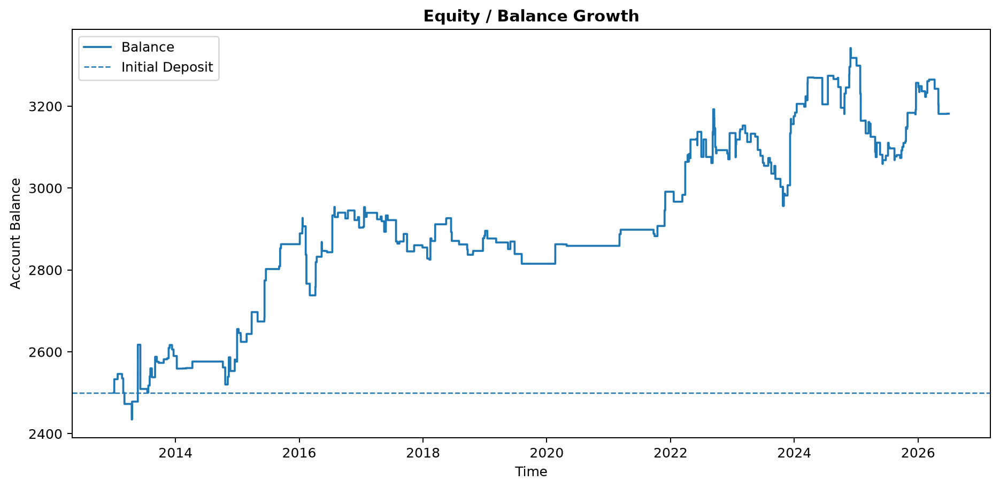 Equity / Balance Growth
Balance
Initial Deposit
Account Balance
3200
3000
2800
2600
2400
2014 2016 2018 2020 2022 2024 2026
Time